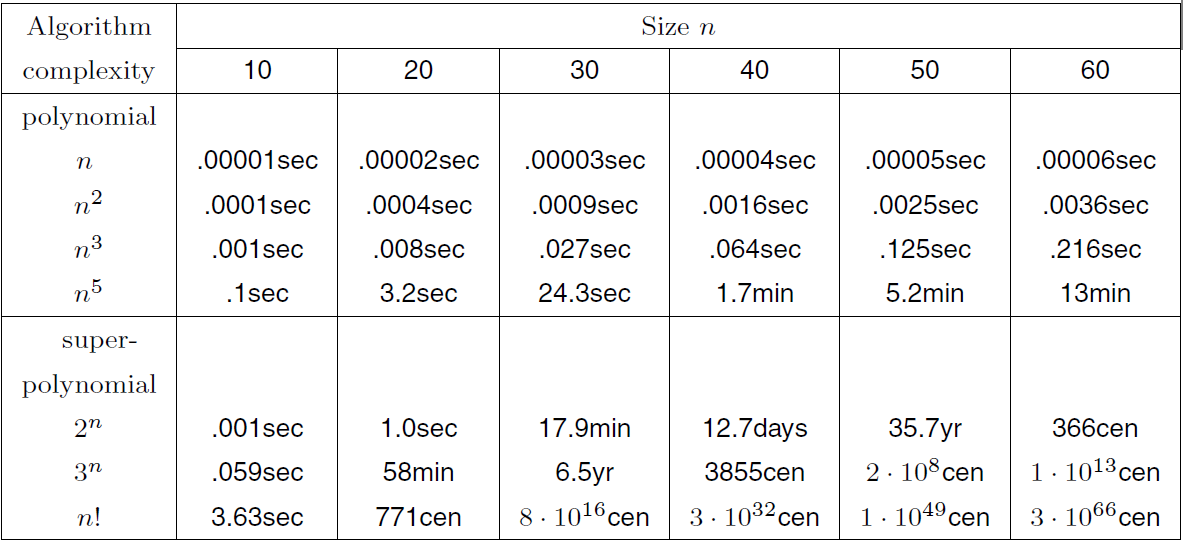 Algorithm Size n
complexity 10 20 30 40 50 60
polynomial
n .00001sec .00002sec .00003sec .00004sec .00005sec .00006sec
n² .0001sec .0004sec .0009sec .0016sec .0025sec .0036sec
n³ .001sec .008sec .027sec .064sec .125sec .216sec
n⁵ .1sec 3.2sec 24.3sec 1.7min 5.2min 13min
super-
polynomial
2ⁿ .001sec 1.0sec 17.9min 12.7days 35.7yr 366cen
3ⁿ .059sec 58min 6.5yr 3855cen 2 · 10⁸cen 1 · 10¹³cen
n! 3.63sec 771cen 8 · 10¹⁶cen 3 · 10³²cen 1 · 10⁴⁹cen 3 · 10⁶⁶cen